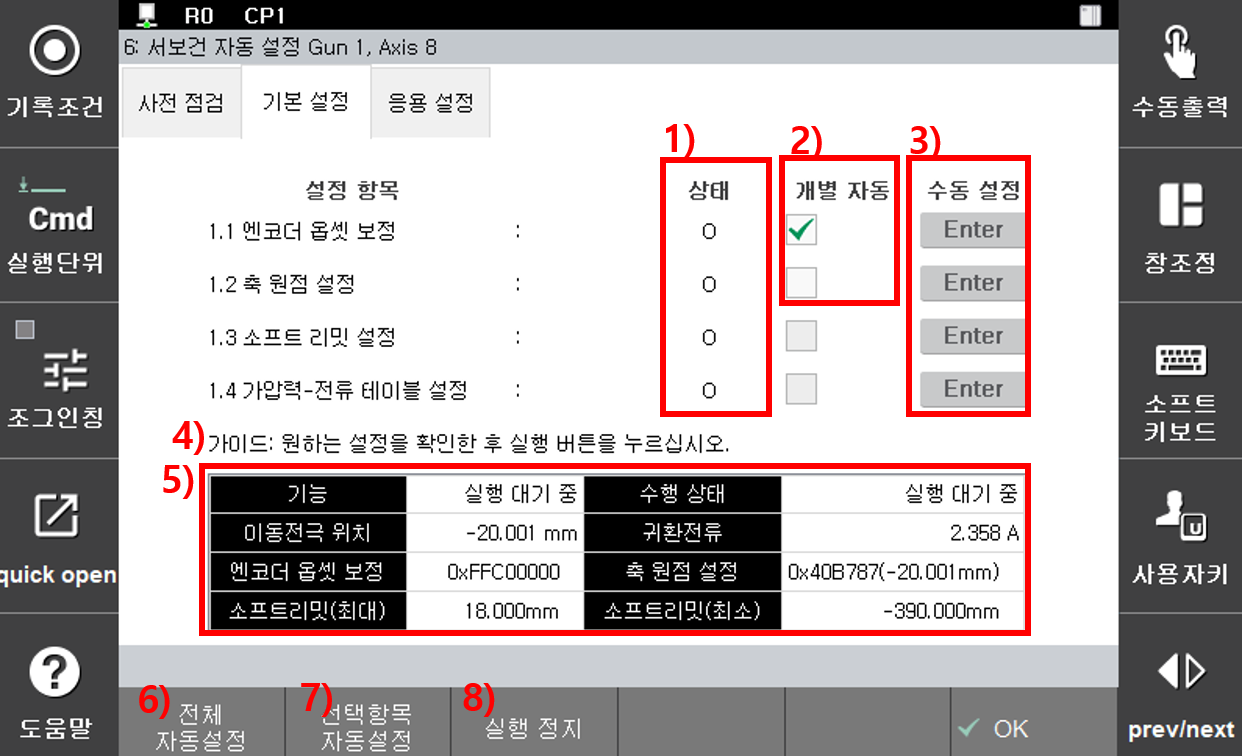 R0 CP1
6: 서보건 자동 설정 Gun 1, Axis 8
기록조건
Cmd
실행단위
조그인칭
quick open
도움말
사전 점검 기본 설정 응용 설정
1) 2) 3)
설정 항목 상태 개별 자동 수동 설정
1.1 엔코더 옵셋 보정 : O Enter
1.2 축 원점 설정 : O Enter
1.3 소프트 리밋 설정 : O Enter
1.4 가압력-전류 테이블 설정 : O Enter
4) 가이드: 원하는 설정을 확인한 후 실행 버튼을 누르십시오.
5)
기능 실행 대기 중 수행 상태 실행 대기 중
이동전극 위치 -20.001 mm 귀환전류 2.358 A
엔코더 옵셋 보정 0xFFC00000 축 원점 설정 0x40B787(-20.001mm)
소프트리밋(최대) 18.000mm 소프트리밋(최소) -390.000mm
6) 전체
자동설정
7) 선택항목
자동설정
8) 실행 정지
OK
수동출력
창조정
소프트
키보드
U
사용자키
prev/next